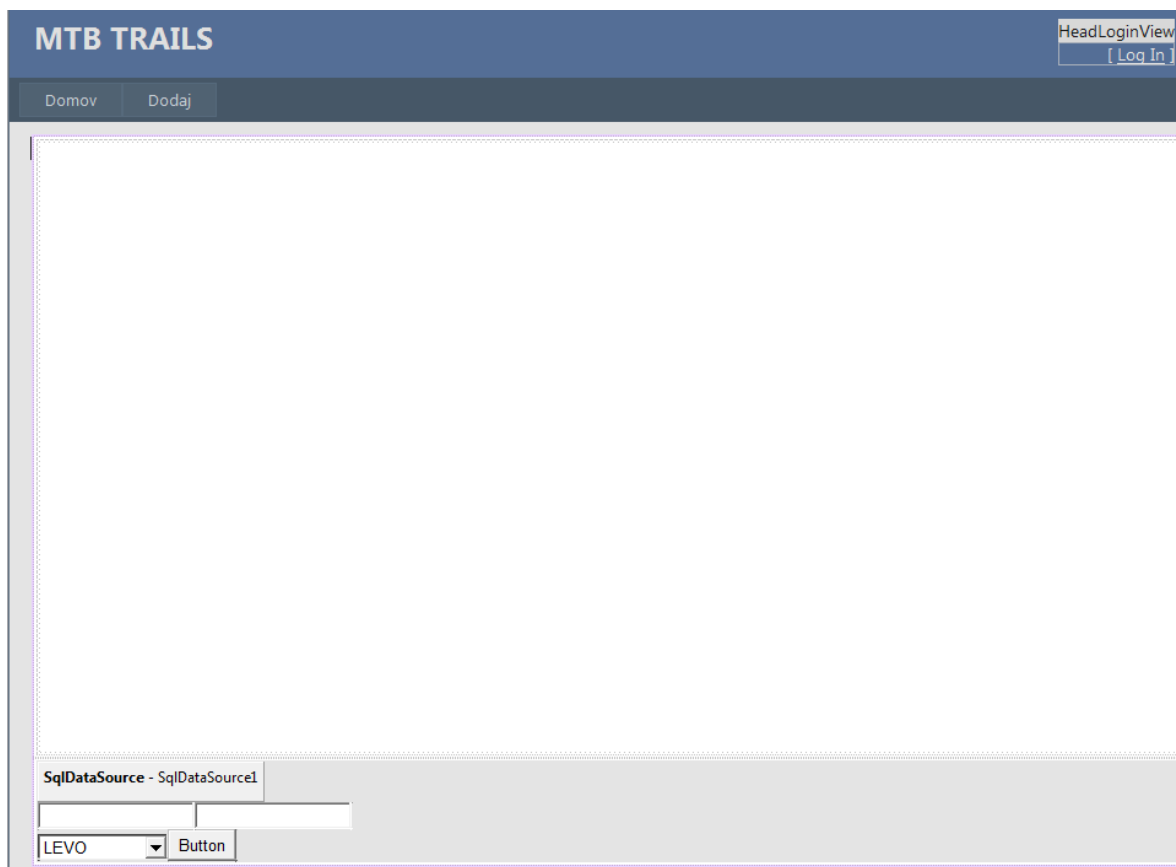 MTB TRAILS
HeadLoginView
[ Log In ]
Domov Dodaj
SqlDataSource - SqlDataSource1
LEVO Button